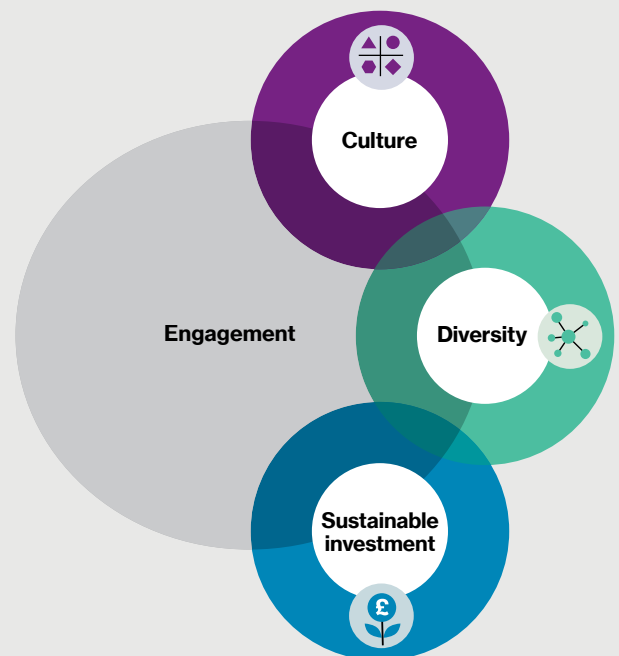 Culture
Engagement
Diversity
Sustainable
investment
£